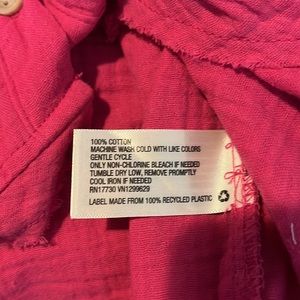 100% COTTON
MACHINE WASH COLD WITH LIKE COLORS
GENTLE CYCLE
ONLY NON-CHLORINE BLEACH IF NEEDED
TUMBLE DRY LOW, REMOVE PROMPTLY
COOL IRON IF NEEDED
RN17730 VN1299629
LABEL MADE FROM 100% RECYCLED PLASTIC